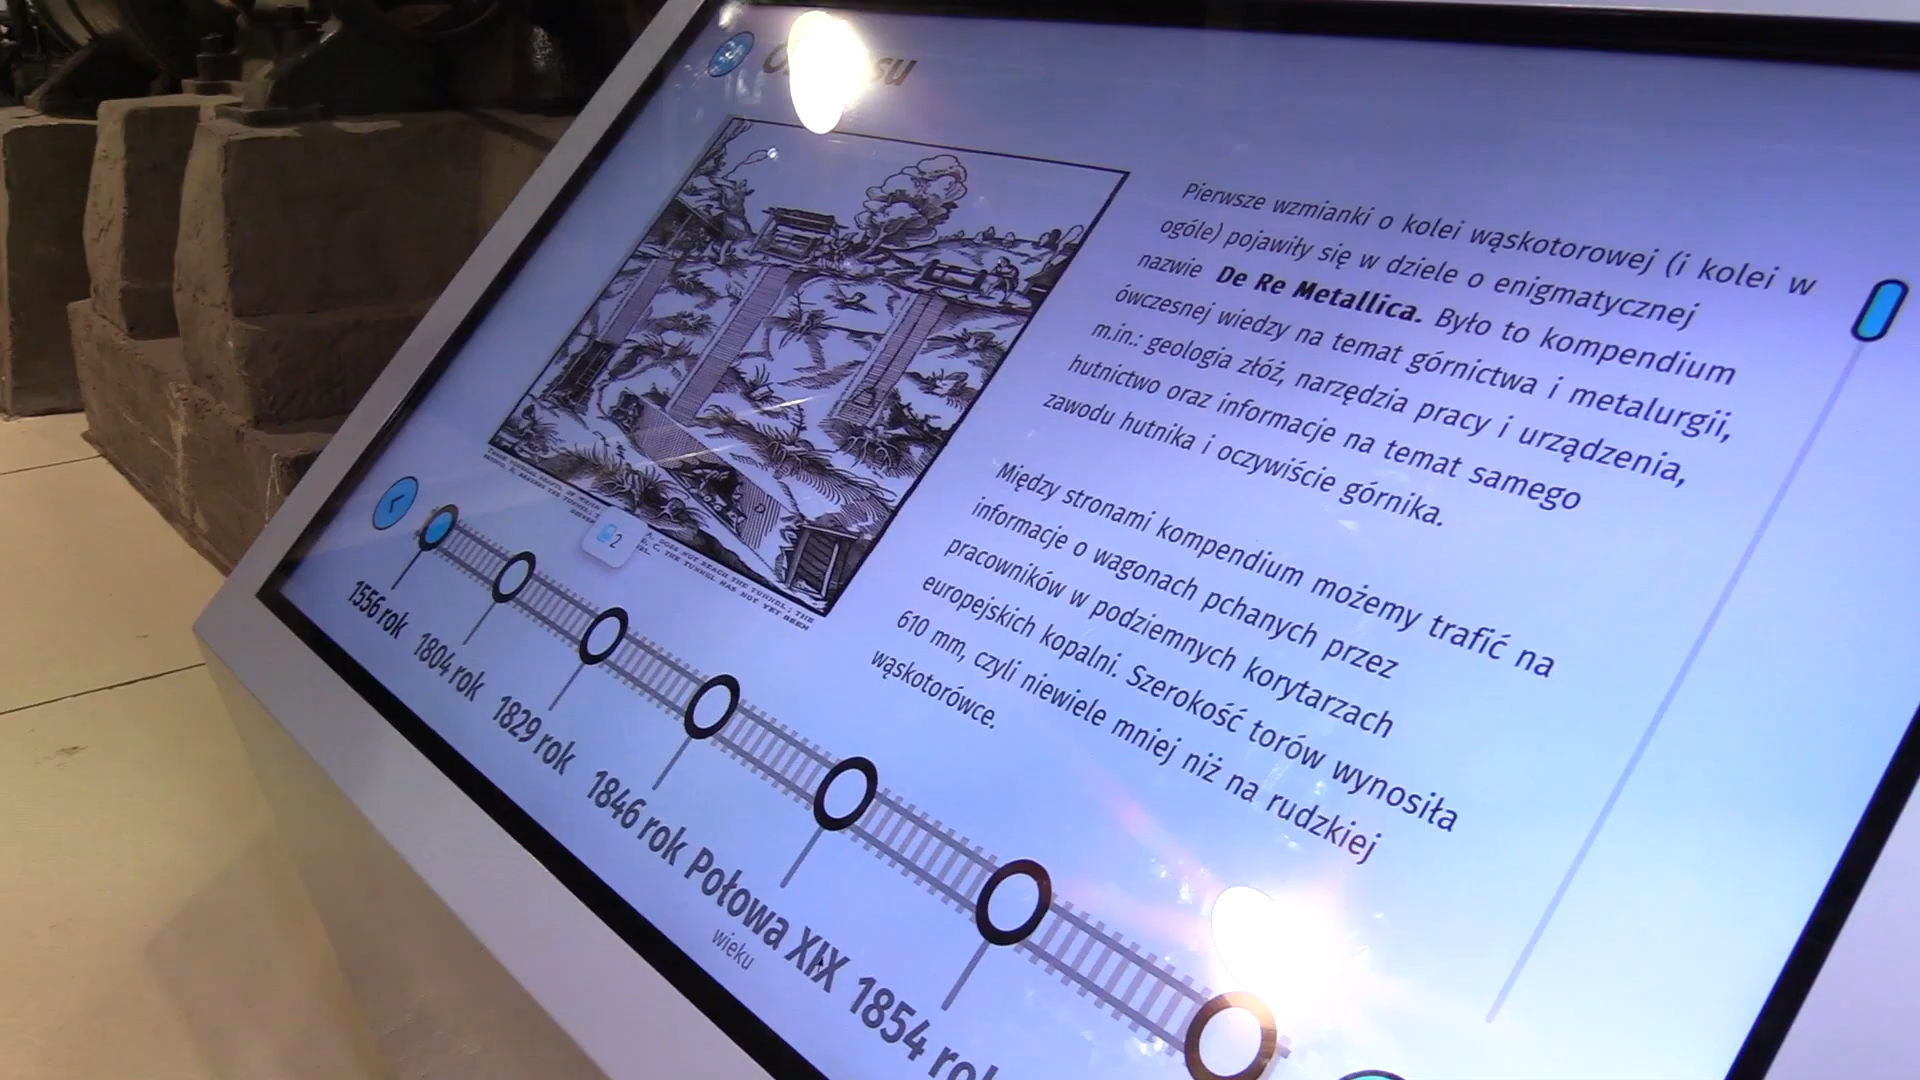 Pierwsze wzmianki o kolei wąskotorowej (i kolei w
ogóle) pojawiły się w dziele o enigmatycznej
nazwie De Re Metallica. Było to kompendium
ówczesnej wiedzy na temat górnictwa i metalurgii,
m.in.: geologia złóż, narzędzia pracy i urządzenia,
hutnictwo oraz informacje na temat samego
zawodu hutnika i oczywiście górnika.
Między stronami kompendium możemy trafić na
informacje o wagonach pchanych przez
pracowników w podziemnych korytarzach
europejskich kopalni. Szerokość torów wynosiła
610 mm, czyli niewiele mniej niż na rudzkiej
wąskotorówce.
2
1556 rok
1804 rok
1829 rok
1846 rok
Połowa XIX
wieku
1854